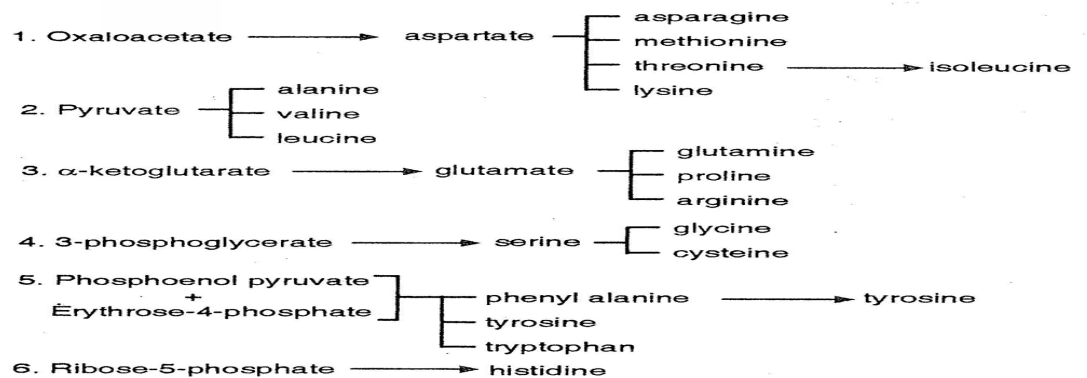 asparagine
1. Oxaloacetate aspartate methionine
threonine isoleucine
lysine
alanine
2. Pyruvate valine
leucine
glutamine
3. α-ketoglutarate glutamate proline
arginine
glycine
4. 3-phosphoglycerate serine
cysteine
5. Phosphoenol pyruvate
+
phenyl alanine tyrosine
Erythrose-4-phosphate
tyrosine
tryptophan
6. Ribose-5-phosphate histidine